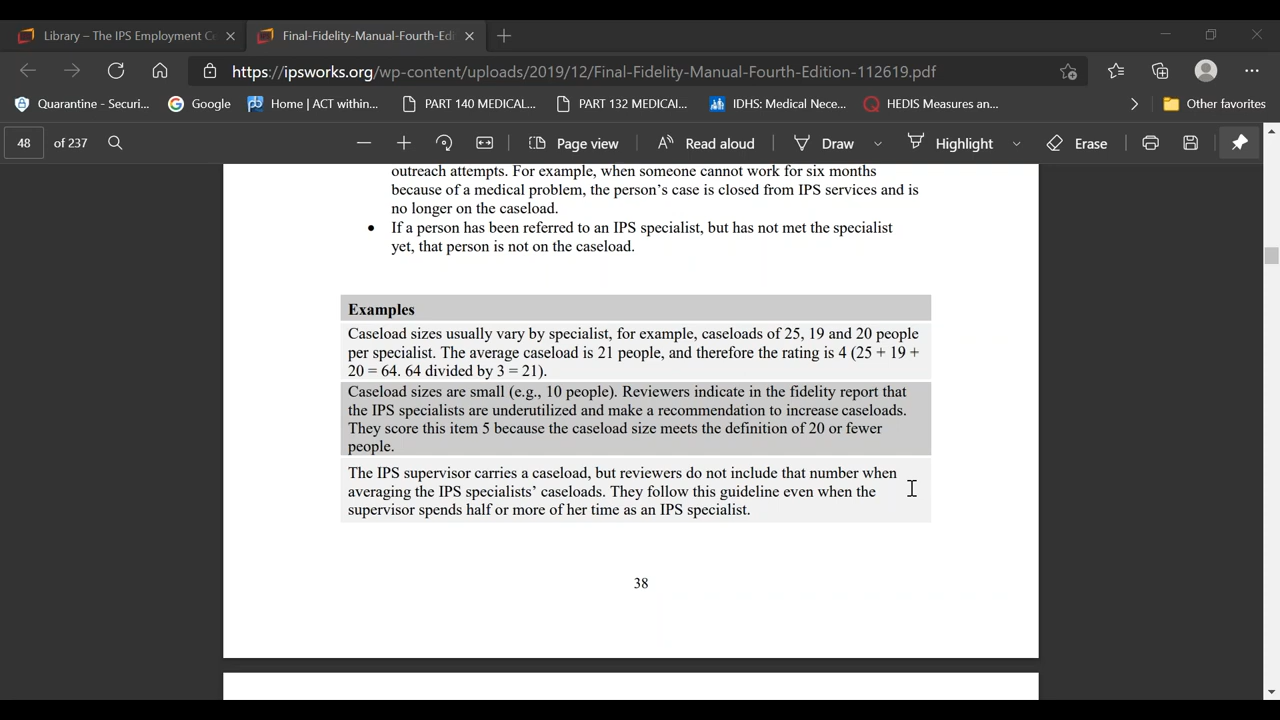 Library – The IPS Employment Ce
Final-Fidelity-Manual-Fourth-Edi
https://ipsworks.org/wp-content/uploads/2019/12/Final-Fidelity-Manual-Fourth-Edition-112619.pdf
Quarantine - Securi... Google Home | ACT within... PART 140 MEDICAL... PART 132 MEDICAI... IDHS: Medical Nece... HEDIS Measures an... Other favorites
48 of 237 Page view Read aloud Draw Highlight Erase
outreach attempts. For example, when someone cannot work for six months
because of a medical problem, the person’s case is closed from IPS services and is
no longer on the caseload.
• If a person has been referred to an IPS specialist, but has not met the specialist
yet, that person is not on the caseload.
Examples
Caseload sizes usually vary by specialist, for example, caseloads of 25, 19 and 20 people
per specialist. The average caseload is 21 people, and therefore the rating is 4 (25 + 19 +
20 = 64. 64 divided by 3 = 21).
Caseload sizes are small (e.g., 10 people). Reviewers indicate in the fidelity report that
the IPS specialists are underutilized and make a recommendation to increase caseloads.
They score this item 5 because the caseload size meets the definition of 20 or fewer
people.
The IPS supervisor carries a caseload, but reviewers do not include that number when
averaging the IPS specialists’ caseloads. They follow this guideline even when the
supervisor spends half or more of her time as an IPS specialist.
38